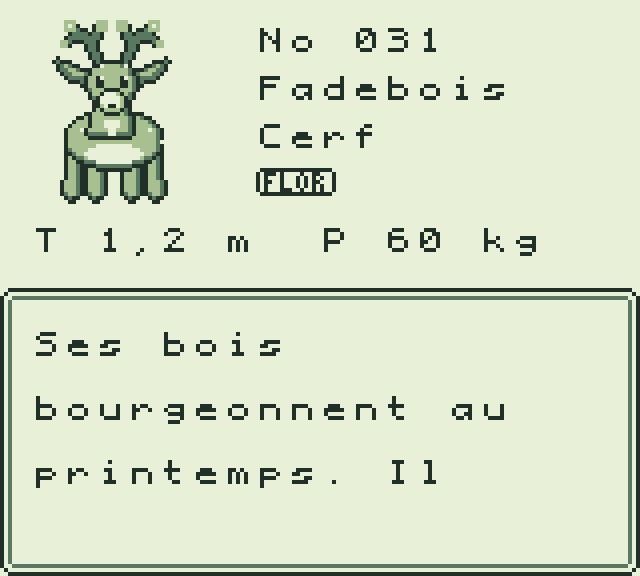 No 031
Fadebois
Cerf
FLOR
T 1,2 m P 60 kg
Ses bois
bourgeonnent au
printemps. Il